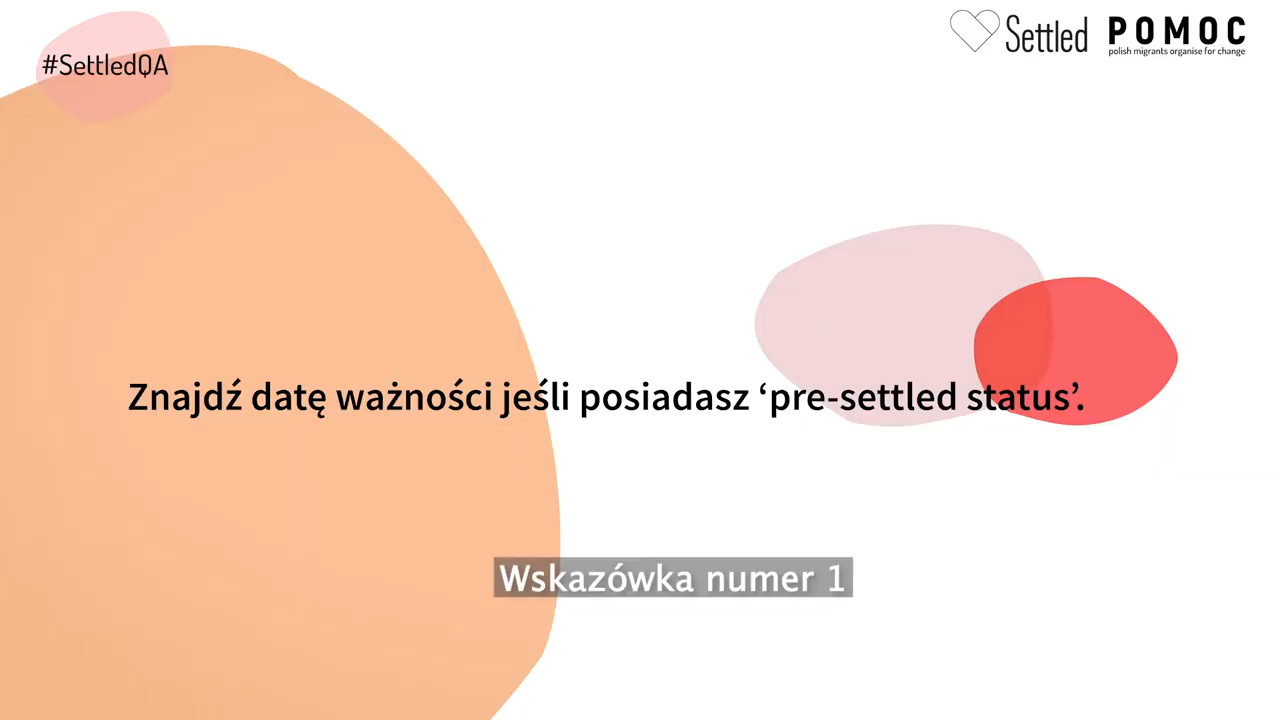 #SettledQA
Settled
POMOC
polish migrants organise for change
Znajdź datę ważności jeśli posiadasz ‘pre-settled status’.
Wskazówka numer 1